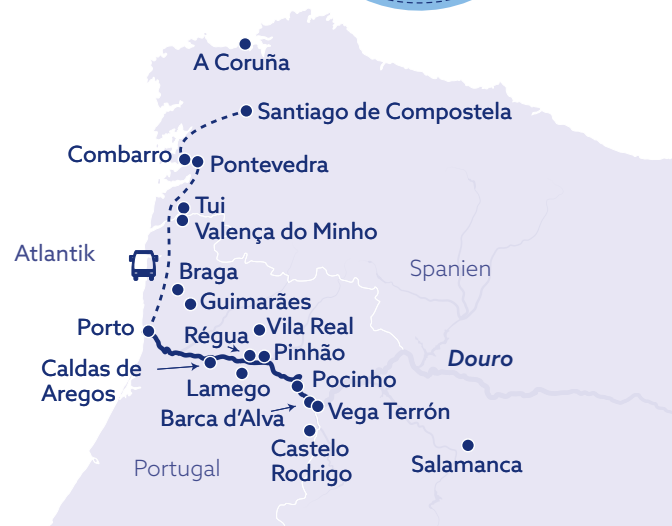 A Coruña
Santiago de Compostela
Combarro
Pontevedra
Tui
Valença do Minho
Atlantik
Spanien
Braga
Guimarães
Porto
Vila Real
Régua
Pinhão
Douro
Caldas de
Aregos
Lamego
Pocinho
Barca d'Alva
Vega Terrón
Castelo
Rodrigo
Portugal
Salamanca